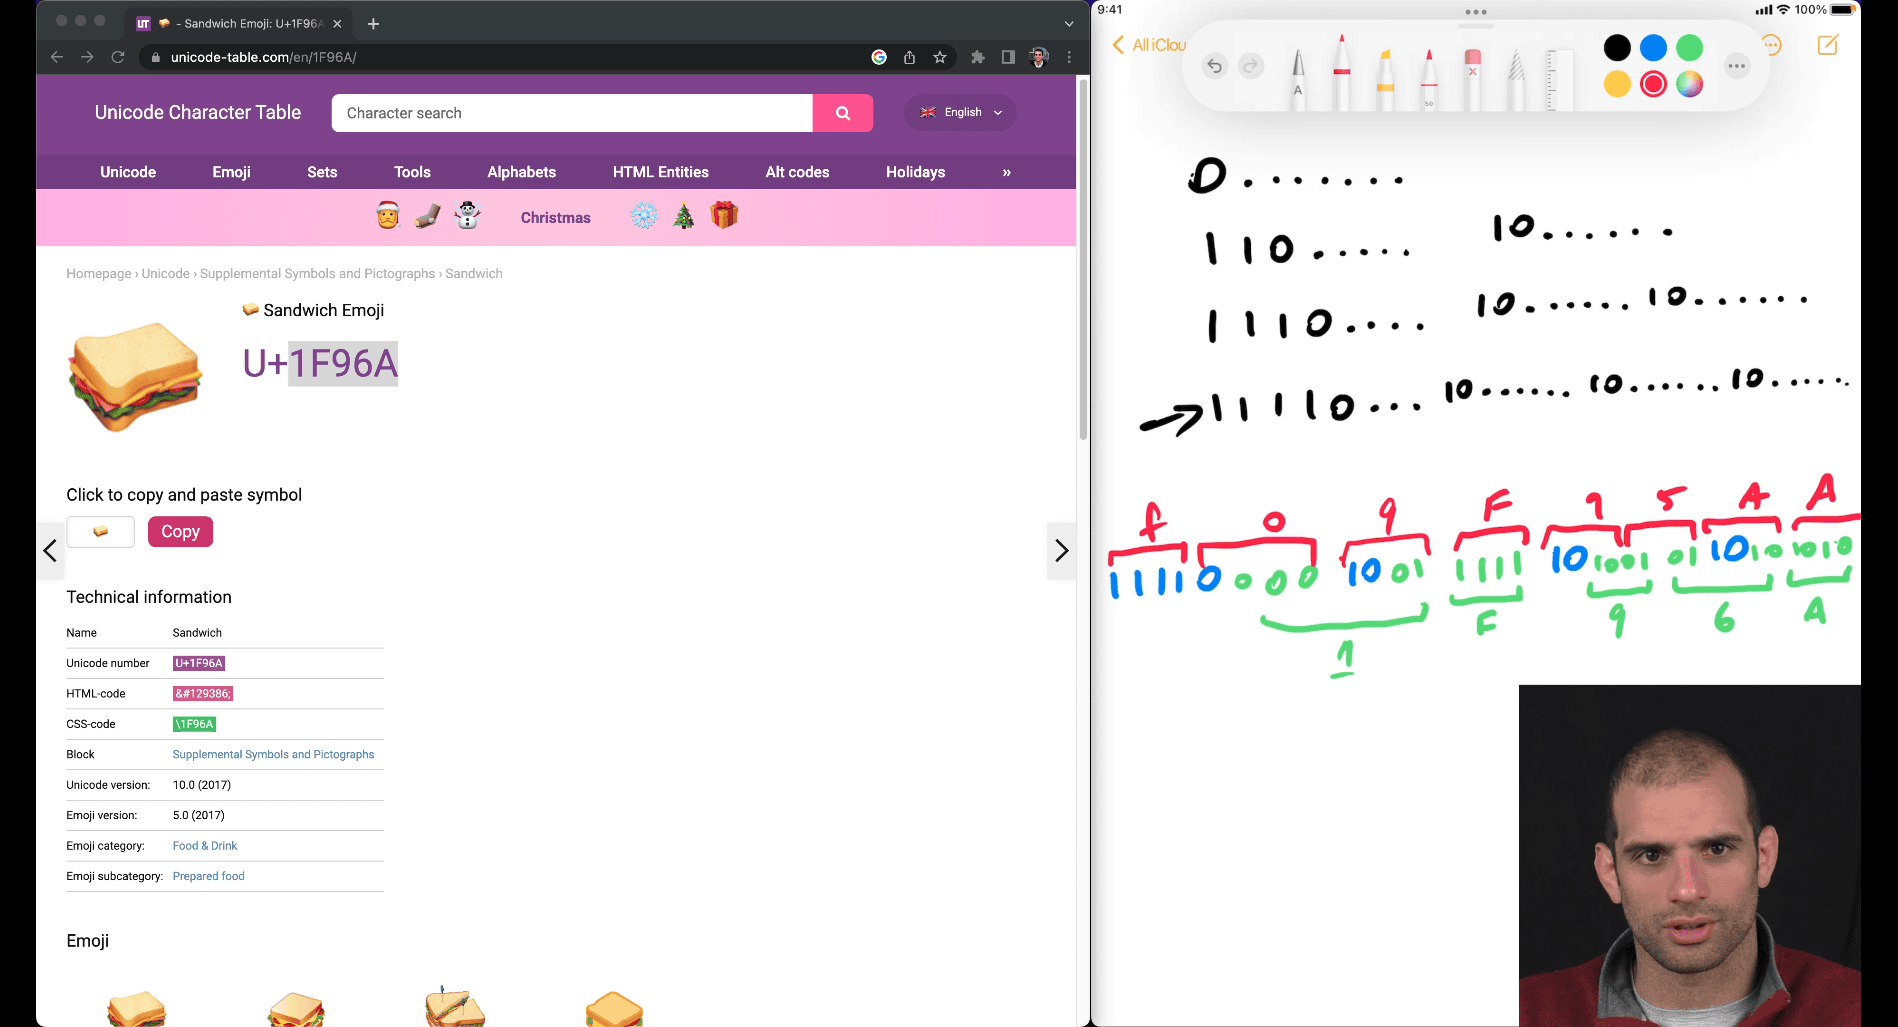 UT - Sandwich Emoji: U+1F96A
unicode-table.com/en/1F96A/
Unicode Character Table
Character search
English
Unicode Emoji Sets Tools Alphabets HTML Entities Alt codes Holidays »
Christmas
Homepage › Unicode › Supplemental Symbols and Pictographs › Sandwich
Sandwich Emoji
U+1F96A
Click to copy and paste symbol
Copy
Technical information
Name Sandwich
Unicode number U+1F96A
HTML-code &#129386;
CSS-code \1F96A
Block Supplemental Symbols and Pictographs
Unicode version: 10.0 (2017)
Emoji version: 5.0 (2017)
Emoji category: Food & Drink
Emoji subcategory: Prepared food
Emoji
9:41 100%
All iClou
A 50
0.......
110..... 10......
1110.... 10...... 10......
→11110... 10...... 10...... 10......
f 0 9 F 9 5 A A
11110 000 10 01 1111 10 1001 01 10 10 1010
1 F 9 6 A